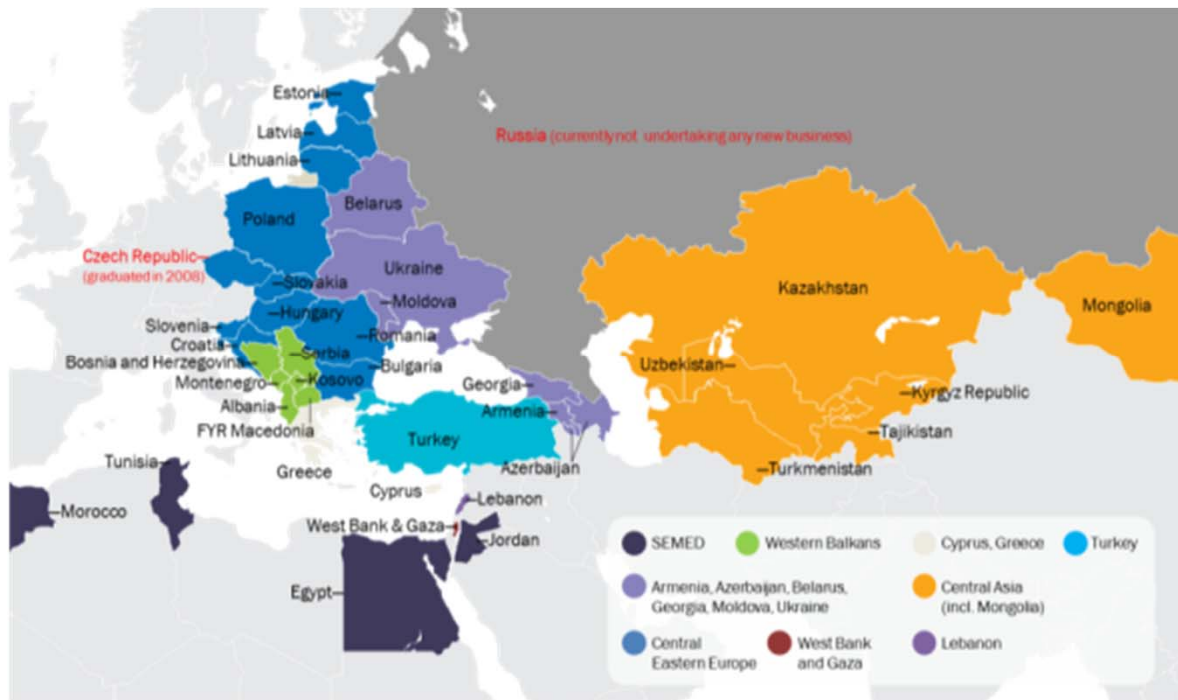 Estonia
Latvia
Russia (currently not undertaking any new business)
Lithuania
Belarus
Poland
Czech Republic
(graduated in 2008)
Ukraine
Slovakia
Kazakhstan
Moldova
Mongolia
Hungary
Slovenia
Romania
Croatia
Serbia
Bosnia and Herzegovina
Bulgaria
Uzbekistan
Montenegro
Kosovo
Georgia
Kyrgyz Republic
Albania
Armenia
FYR Macedonia
Turkey
Tajikistan
Tunisia
Greece
Azerbaijan
Turkmenistan
Cyprus
Lebanon
Morocco
West Bank & Gaza
Jordan
Egypt
SEMED
Western Balkans
Cyprus, Greece
Turkey
Armenia, Azerbaijan, Belarus,
Georgia, Moldova, Ukraine
Central Asia
(incl. Mongolia)
Central
Eastern Europe
West Bank
and Gaza
Lebanon